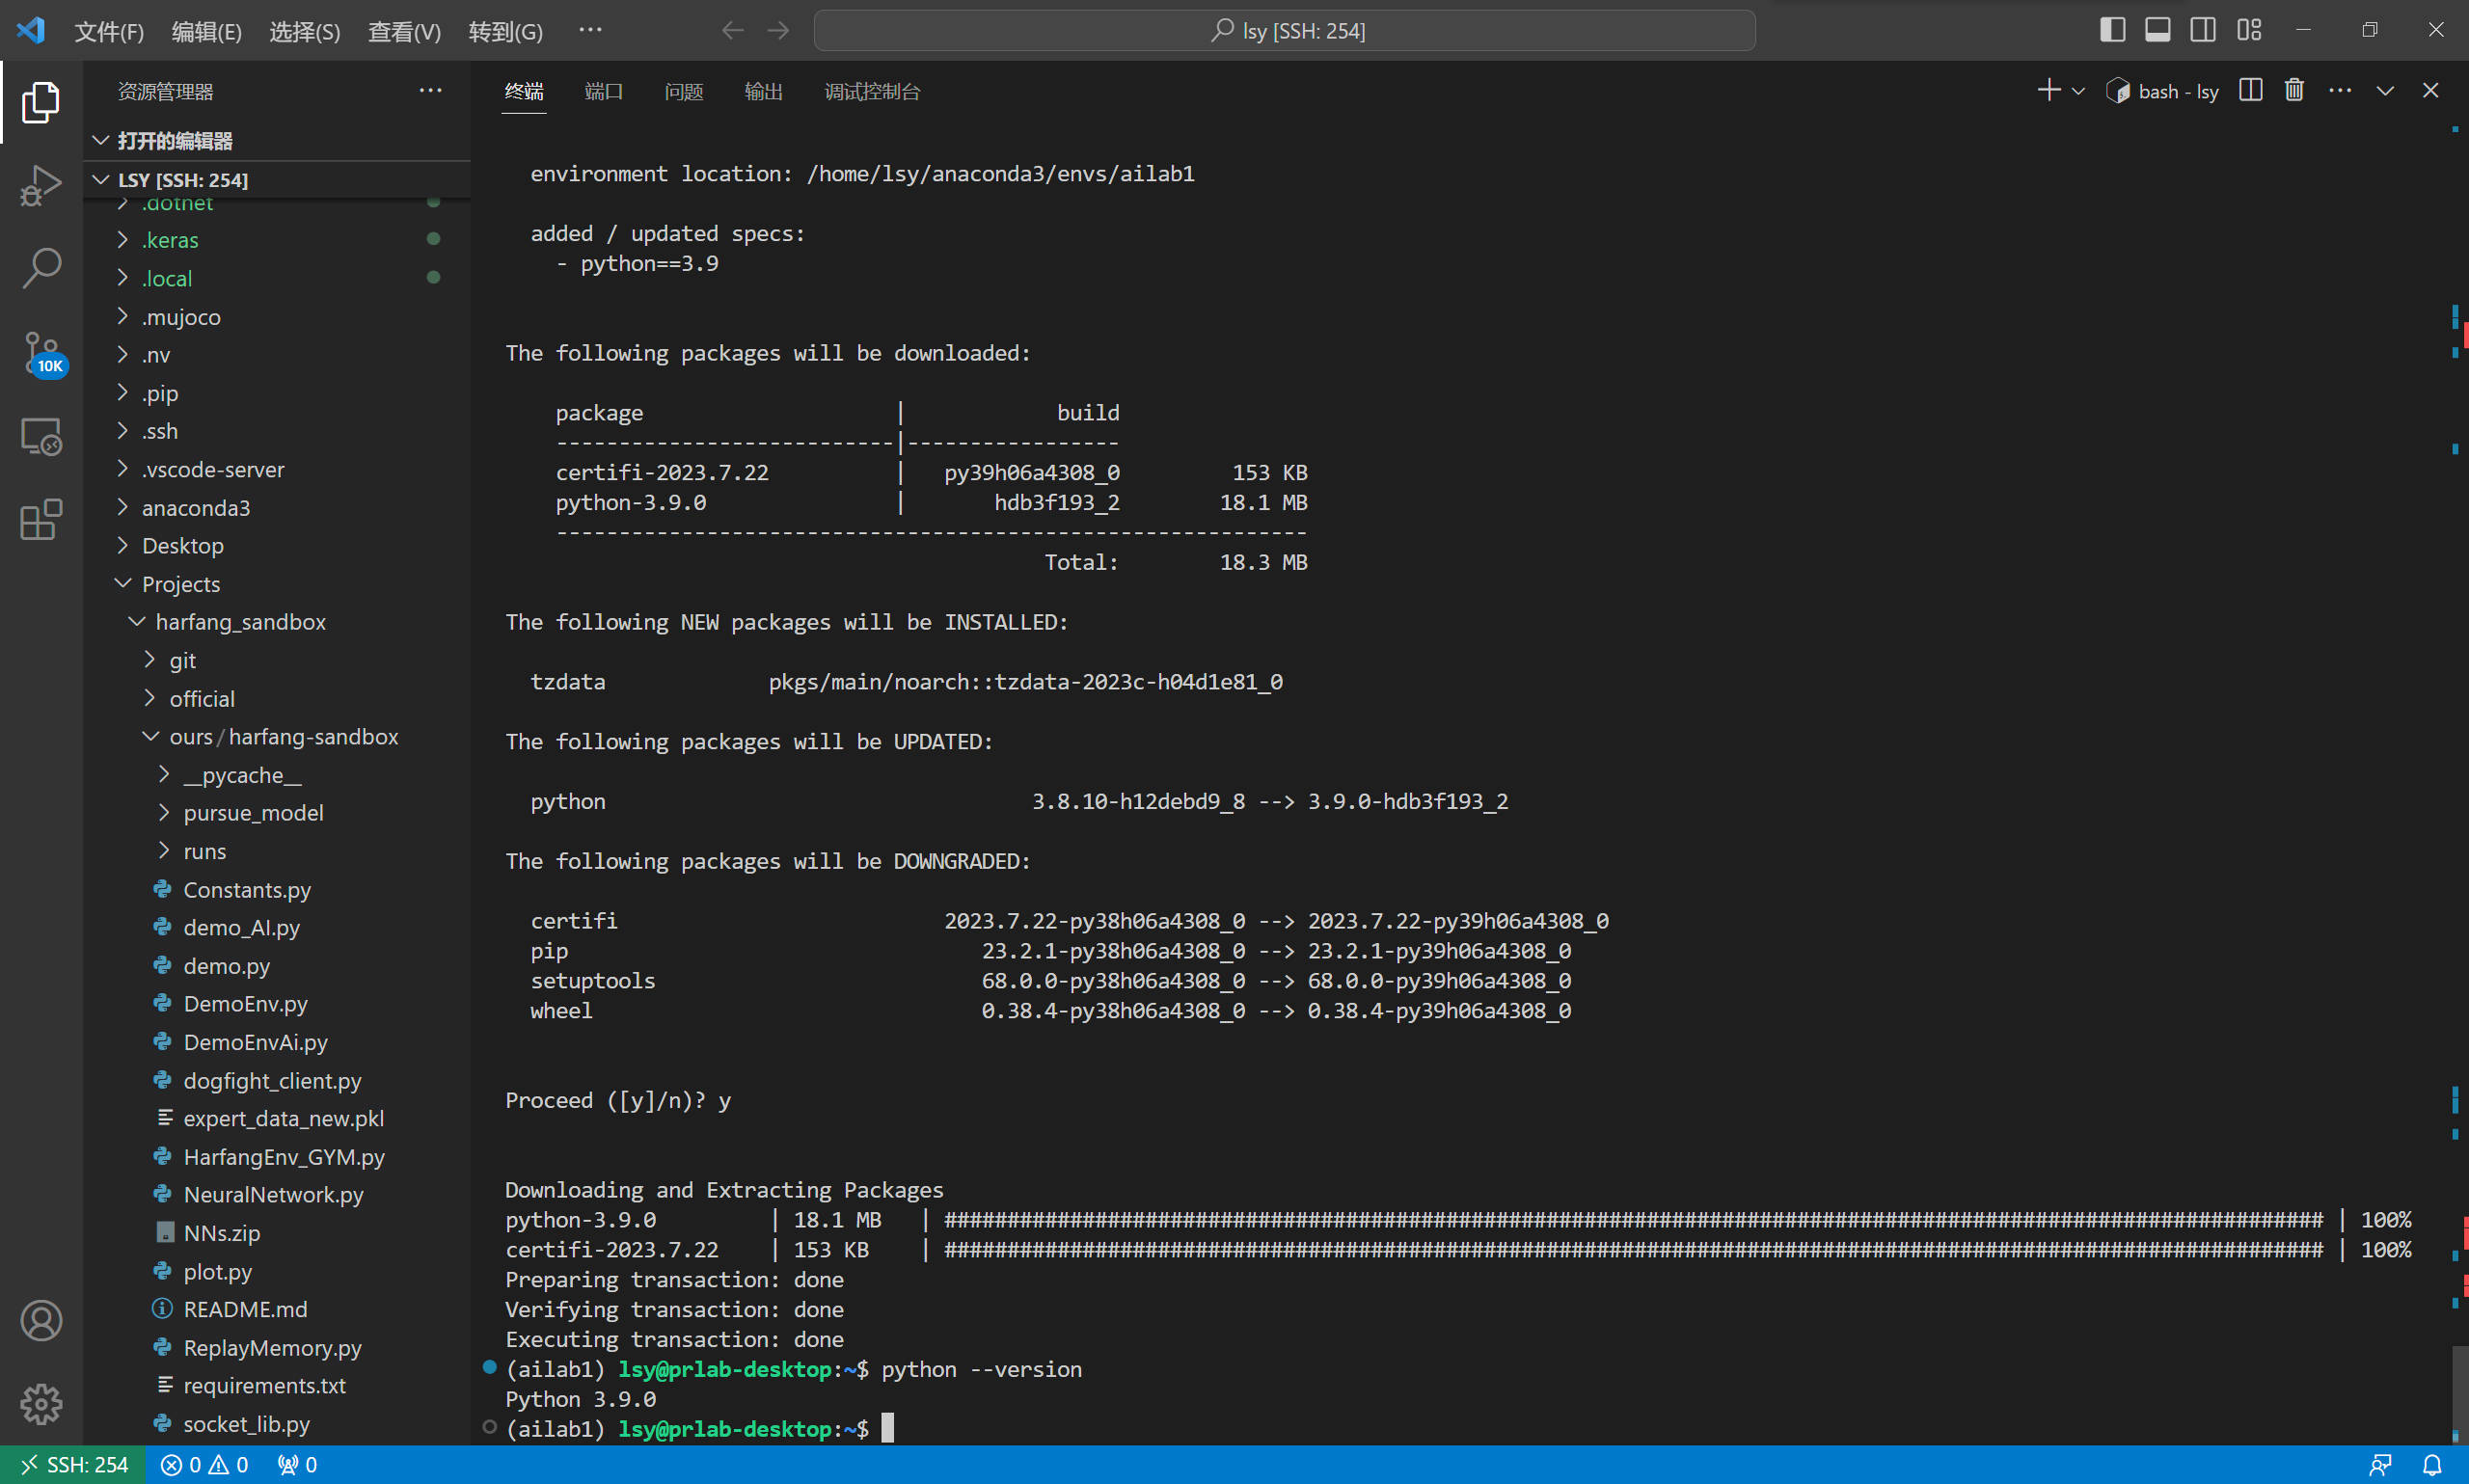 文件(F) 编辑(E) 选择(S) 查看(V) 转到(G) ··· lsy [SSH: 254]
资源管理器 ···
打开的编辑器
LSY [SSH: 254]
.dotnet
.keras
.local
.mujoco
.nv
.pip
.ssh
.vscode-server
anaconda3
Desktop
Projects
harfang_sandbox
git
official
ours/harfang-sandbox
__pycache__
pursue_model
runs
Constants.py
demo_AI.py
demo.py
DemoEnv.py
DemoEnvAi.py
dogfight_client.py
expert_data_new.pkl
HarfangEnv_GYM.py
NeuralNetwork.py
NNs.zip
plot.py
README.md
ReplayMemory.py
requirements.txt
socket_lib.py
10K
终端 端口 问题 输出 调试控制台 bash - lsy ···
environment location: /home/lsy/anaconda3/envs/ailab1
added / updated specs:
- python==3.9
The following packages will be downloaded:
package | build
---------------------------|-----------------
certifi-2023.7.22 | py39h06a4308_0 153 KB
python-3.9.0 | hdb3f193_2 18.1 MB
------------------------------------------------------------
Total: 18.3 MB
The following NEW packages will be INSTALLED:
tzdata pkgs/main/noarch::tzdata-2023c-h04d1e81_0
The following packages will be UPDATED:
python 3.8.10-h12debd9_8 --> 3.9.0-hdb3f193_2
The following packages will be DOWNGRADED:
certifi 2023.7.22-py38h06a4308_0 --> 2023.7.22-py39h06a4308_0
pip 23.2.1-py38h06a4308_0 --> 23.2.1-py39h06a4308_0
setuptools 68.0.0-py38h06a4308_0 --> 68.0.0-py39h06a4308_0
wheel 0.38.4-py38h06a4308_0 --> 0.38.4-py39h06a4308_0
Proceed ([y]/n)? y
Downloading and Extracting Packages
python-3.9.0 | 18.1 MB | ############################################################################################################## | 100%
certifi-2023.7.22 | 153 KB | ############################################################################################################## | 100%
Preparing transaction: done
Verifying transaction: done
Executing transaction: done
(ailab1) lsy@prlab-desktop:~$ python --version
Python 3.9.0
(ailab1) lsy@prlab-desktop:~$
SSH: 254 0 0 0